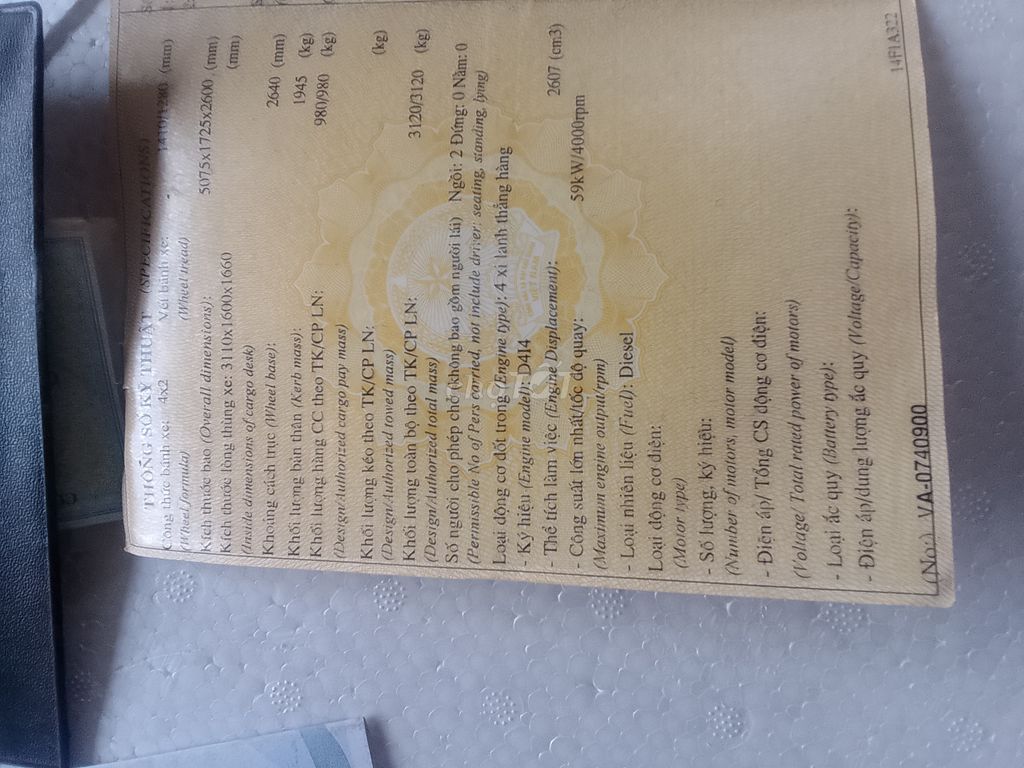 THÔNG SỐ KỸ THUẬT (SPECIFICATIONS)
Công thức bánh xe: 4x2 Vết bánh xe: 1410/1280 (mm)
(Wheel formula) (Wheel tread)
Kích thước bao (Overall dimensions): 5075x1725x2600 (mm)
Kích thước lòng thùng xe: 3110x1600x1660 (mm)
(Inside dimensions of cargo desk)
Khoảng cách trục (Wheel base): 2640 (mm)
Khối lượng bản thân (Kerb mass): 1945 (kg)
Khối lượng hàng CC theo TK/CP LN: 980/980 (kg)
(Design/Authorized cargo pay mass)
Khối lượng kéo theo TK/CP LN: (kg)
(Design/Authorized towed mass)
Khối lượng toàn bộ theo TK/CP LN: 3120/3120 (kg)
(Design/Authorized total mass)
Số người cho phép chở (không bao gồm người lái) Ngồi: 2 Đứng: 0 Nằm: 0
(Permissible No of Pers carried, not include driver: seating, standing, lying)
Loại động cơ đốt trong (Engine type): 4 xi lanh thẳng hàng
- Ký hiệu (Engine model): D4I4
- Thể tích làm việc (Engine Displacement): 2607 (cm3)
- Công suất lớn nhất/tốc độ quay: 59kW/4000rpm
(Maximum engine output/rpm)
- Loại nhiên liệu (Fuel): Diesel
Loại động cơ điện:
(Motor type)
- Số lượng, ký hiệu:
(Number of motors, motor model)
- Điện áp/ Tổng CS động cơ điện:
(Voltage/ Total rated power of motors)
- Loại ắc quy (Battery type):
- Điện áp/dung lượng ắc quy (Voltage/Capacity):
(No:) VA-0740900
14F1A322